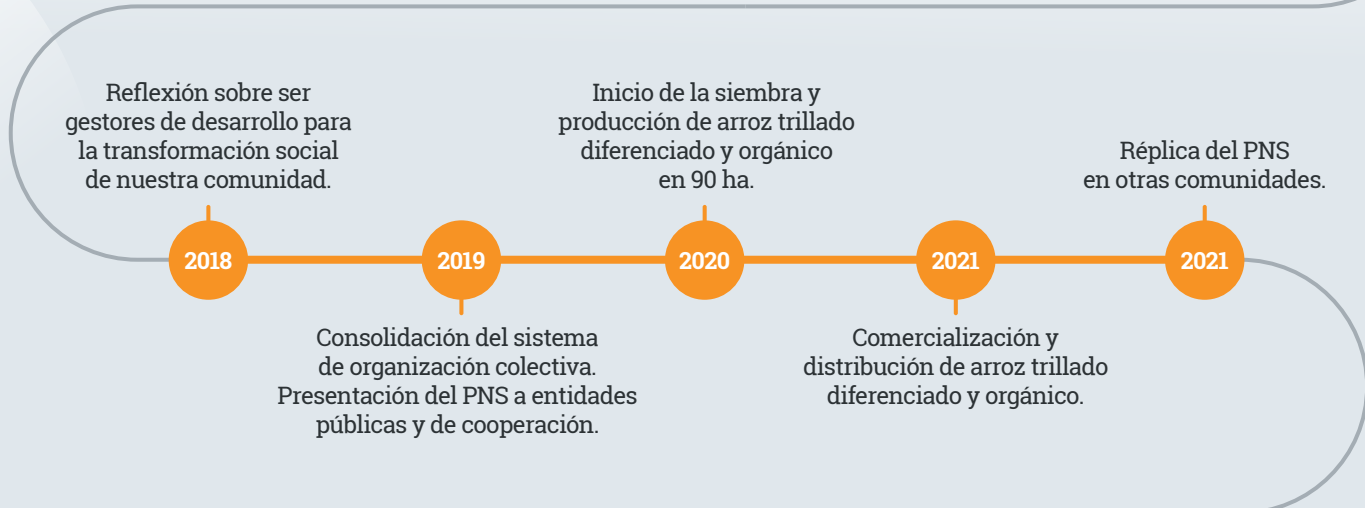 Reflexión sobre ser
gestores de desarrollo para
la transformación social
de nuestra comunidad.
2018
2019
Consolidación del sistema
de organización colectiva.
Presentación del PNS a entidades
públicas y de cooperación.
Inicio de la siembra y
producción de arroz trillado
diferenciado y orgánico
en 90 ha.
2020
2021
Comercialización y
distribución de arroz trillado
diferenciado y orgánico.
Réplica del PNS
en otras comunidades.
2021